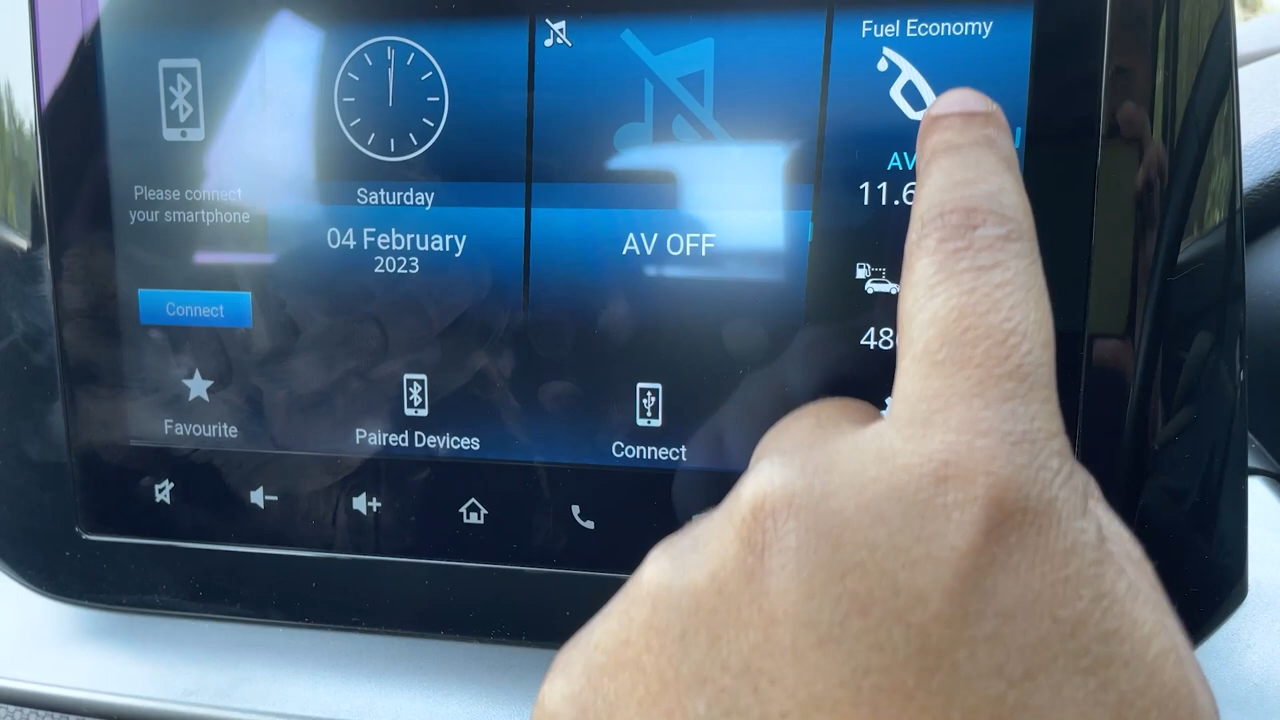 Fuel Economy
AV
11.6
Please connect
your smartphone
Saturday
04 February
2023
AV OFF
Connect
48
Favourite
Paired Devices
Connect